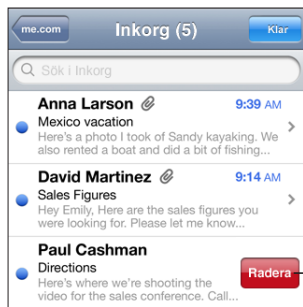 me.com Inkorg (5) Klar
Sök i Inkorg
Anna Larson 9:39 AM
Mexico vacation
Here's a photo I took of Sandy kayaking. We
also rented a boat and did a bit of fishing...
David Martinez 9:14 AM
Sales Figures
Hey Emily, Here are the sales figures you
were looking for. Please let me know...
Paul Cashman
Directions
Radera
Here's where we're shooting the
video for the sales conference. Call...